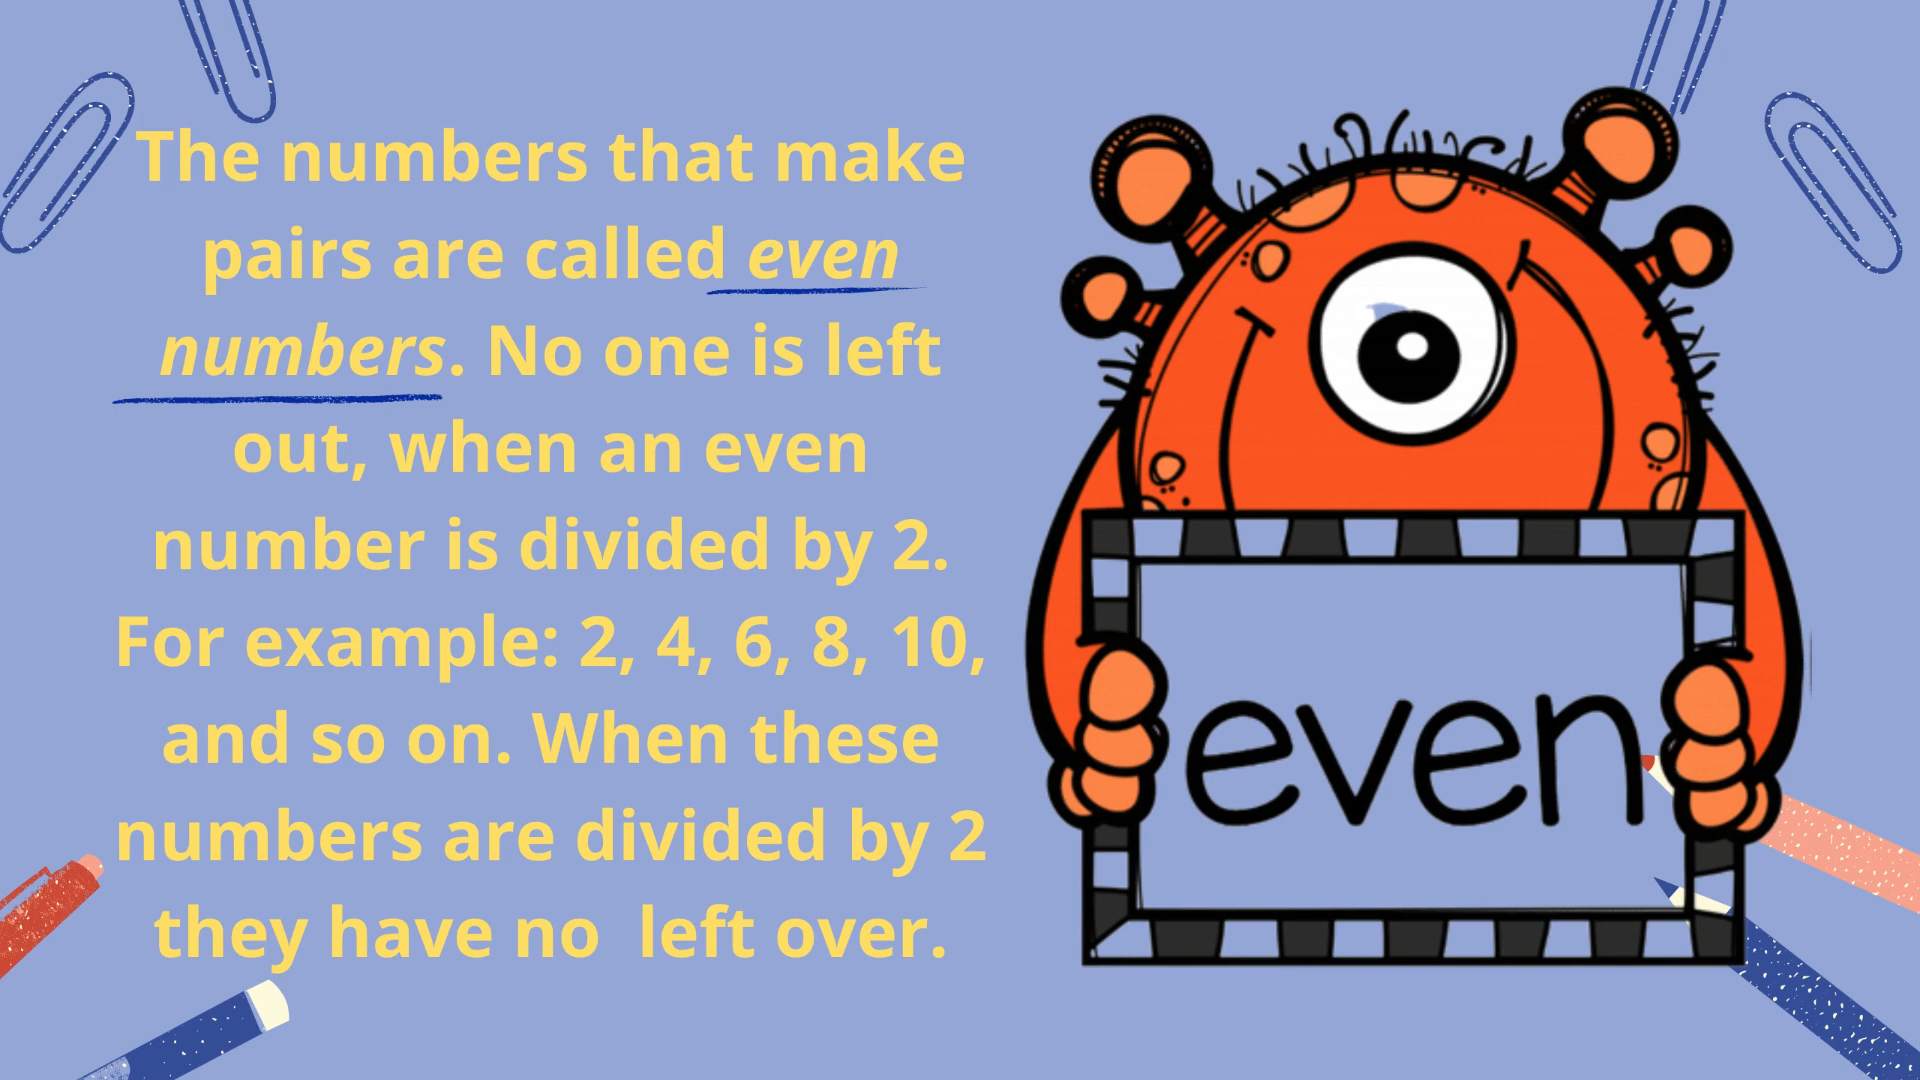 The numbers that make
pairs are called even
numbers. No one is left
out, when an even
number is divided by 2.
For example: 2, 4, 6, 8, 10,
and so on. When these
numbers are divided by 2
they have no  left over.
even